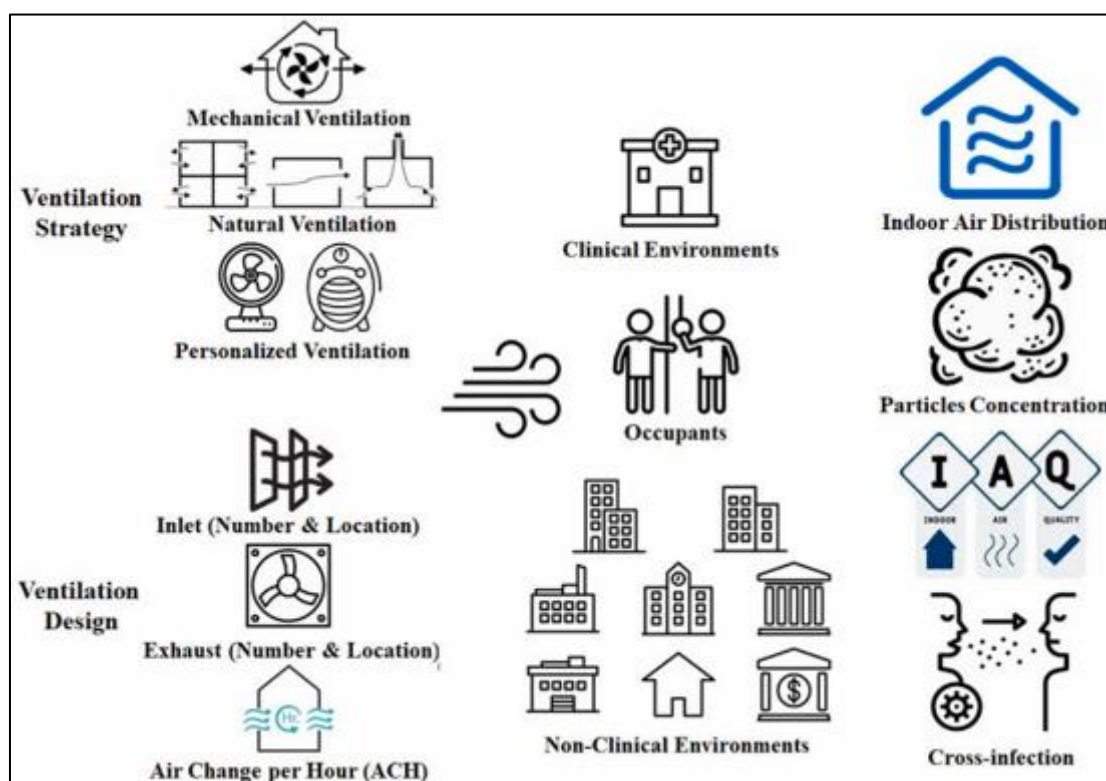 Mechanical Ventilation
Ventilation
Strategy
Natural Ventilation
Personalized Ventilation
Inlet (Number & Location)
Ventilation
Design
Exhaust (Number & Location)
Hr.
Air Change per Hour (ACH)
Clinical Environments
Occupants
$
Non-Clinical Environments
Indoor Air Distribution
Particles Concentration
I A Q
INDOOR AIR QUALITY
Cross-infection